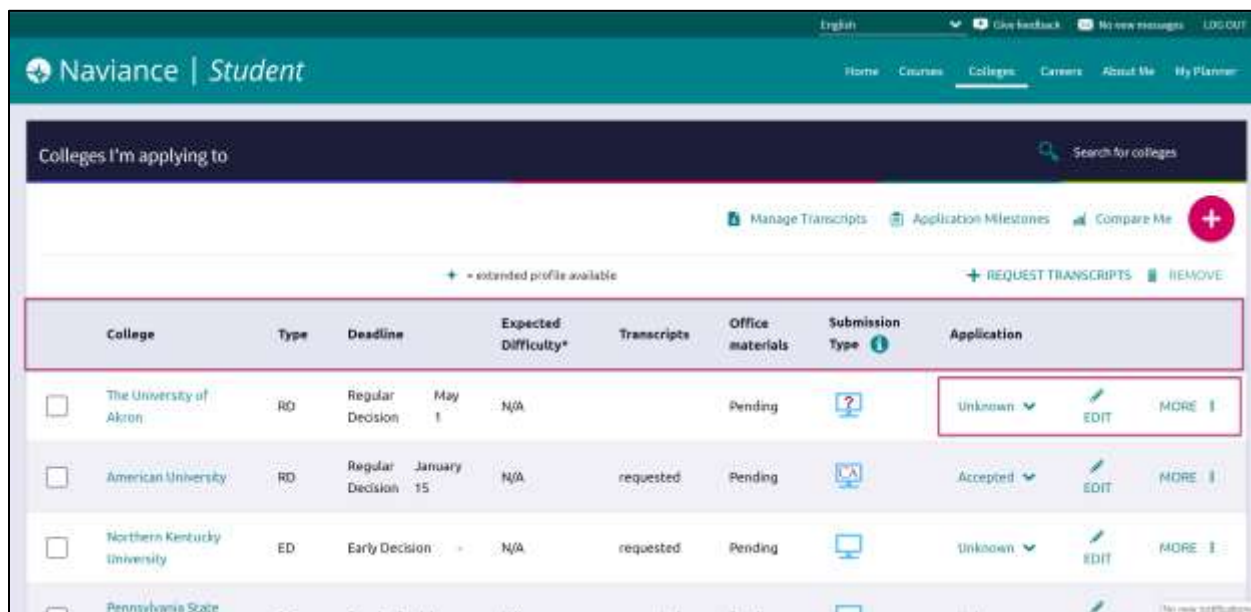 English Give feedback No new messages LOG OUT
Naviance | Student
Home Courses Colleges Careers About Me My Planner
Colleges I'm applying to
Search for colleges
Manage Transcripts Application Milestones Compare Me +
+ = extended profile available
+ REQUEST TRANSCRIPTS REMOVE
College Type Deadline Expected Difficulty* Transcripts Office materials Submission Type i Application
The University of Akron RD Regular Decision May 1 N/A Pending ? Unknown EDIT MORE
American University RD Regular Decision January 15 N/A requested Pending CA Accepted EDIT MORE
Northern Kentucky University ED Early Decision - N/A requested Pending Unknown EDIT MORE
Pennsylvania State
No new notifications